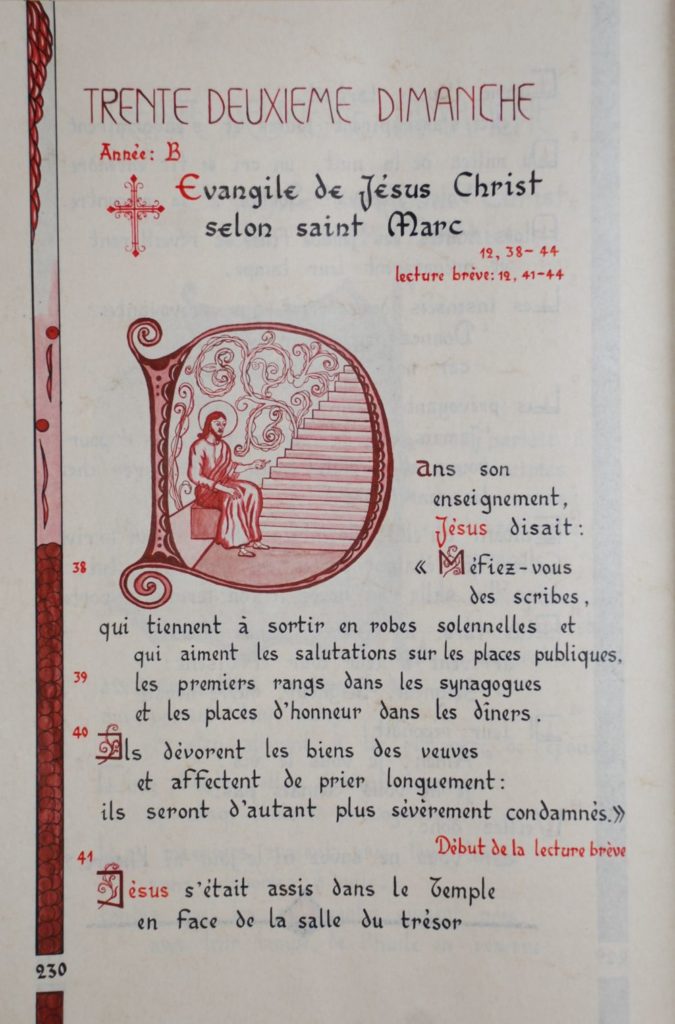 TRENTE DEUXIEME DIMANCHE
Année: B
Evangile de Jésus Christ
selon saint Marc
12, 38-44
lecture brève: 12, 41-44
Dans son
enseignement,
Jésus disait:
« Méfiez-vous
38
des scribes,
qui tiennent à sortir en robes solennelles et
qui aiment les salutations sur les places publiques,
39
les premiers rangs dans les synagogues
et les places d'honneur dans les dîners.
40
Ils dévorent les biens des veuves
et affectent de prier longuement:
ils seront d'autant plus sévèrement condamnés.»
Début de la lecture brève
41
Jésus s'était assis dans le Temple
en face de la salle du trésor
230